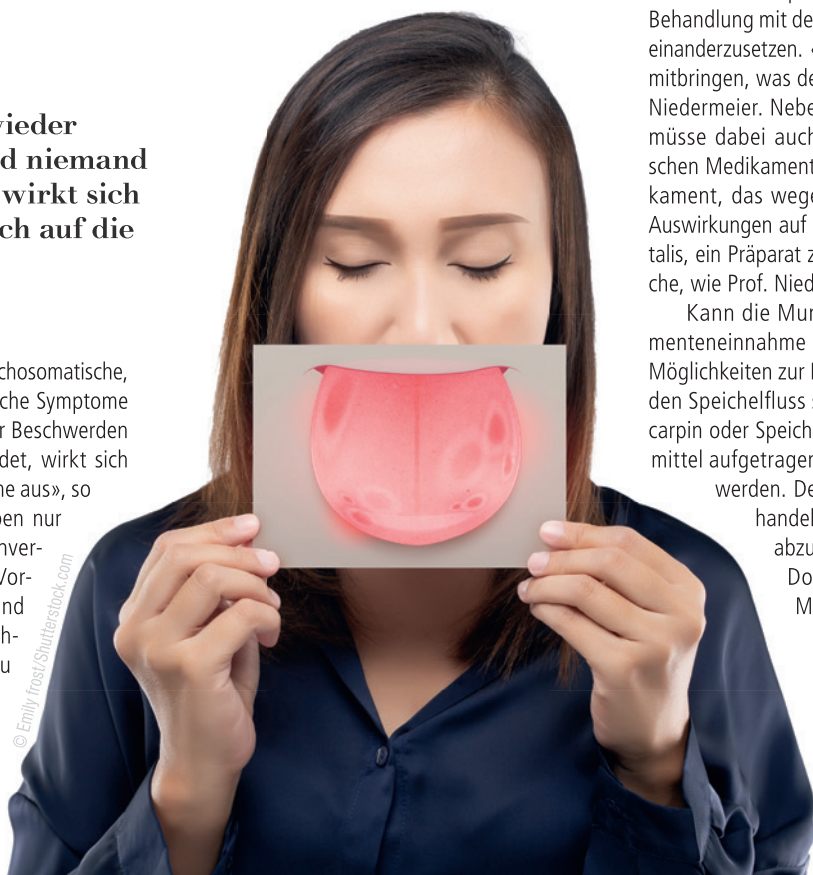 wieder
d niemand
wirkt sich
ch auf die
chosomatische,
che Symptome
r Beschwerden
det, wirkt sich
ne aus», so
ben nur
nver-
Vor-
nd
h-
u
© Emily frost/Shutterstock.com
Behandlung mit de
einanderzusetzen. ‹
mitbringen, was de
Niedermeier. Nebe
müsse dabei auch
schen Medikament
kament, das wege
Auswirkungen auf
talis, ein Präparat z
che, wie Prof. Nied
Kann die Mun
menteneinnahme
Möglichkeiten zur
den Speichelfluss s
carpin oder Speich
mittel aufgetragen
werden. De
handel
abzu
Do
M